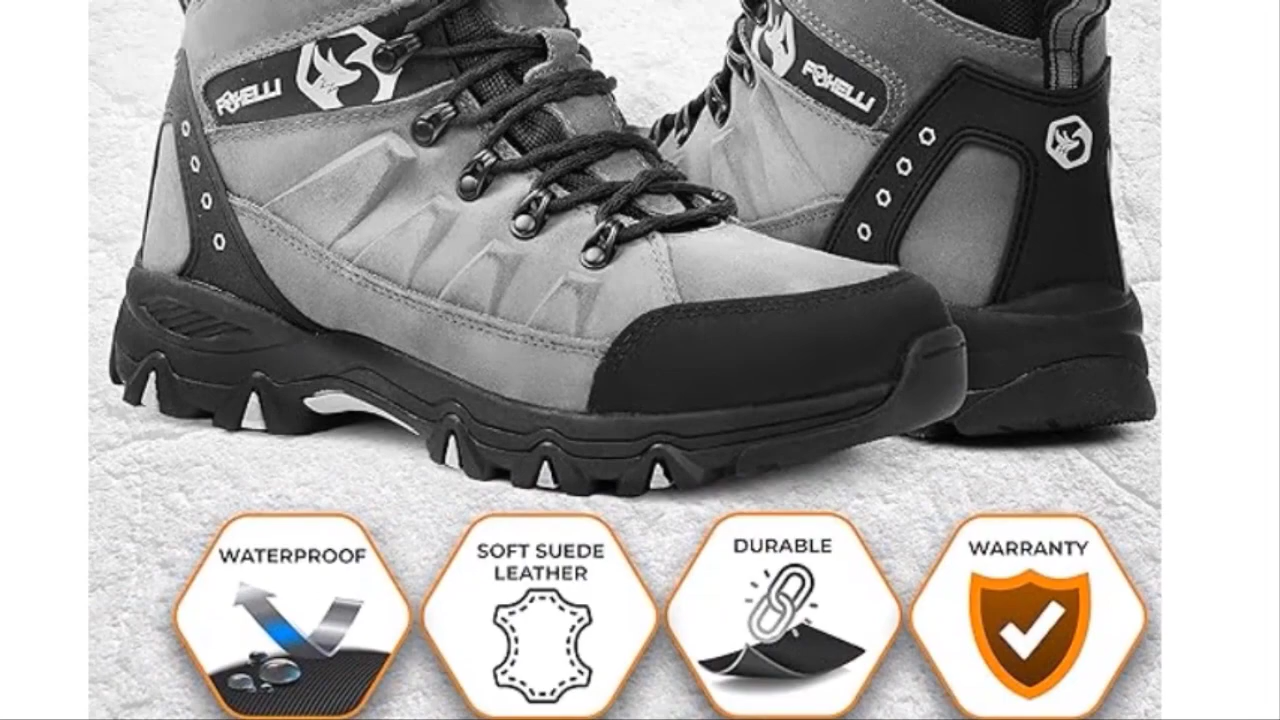 FOXELLI
FOXELLI
WATERPROOF
SOFT SUEDE
LEATHER
DURABLE
WARRANTY